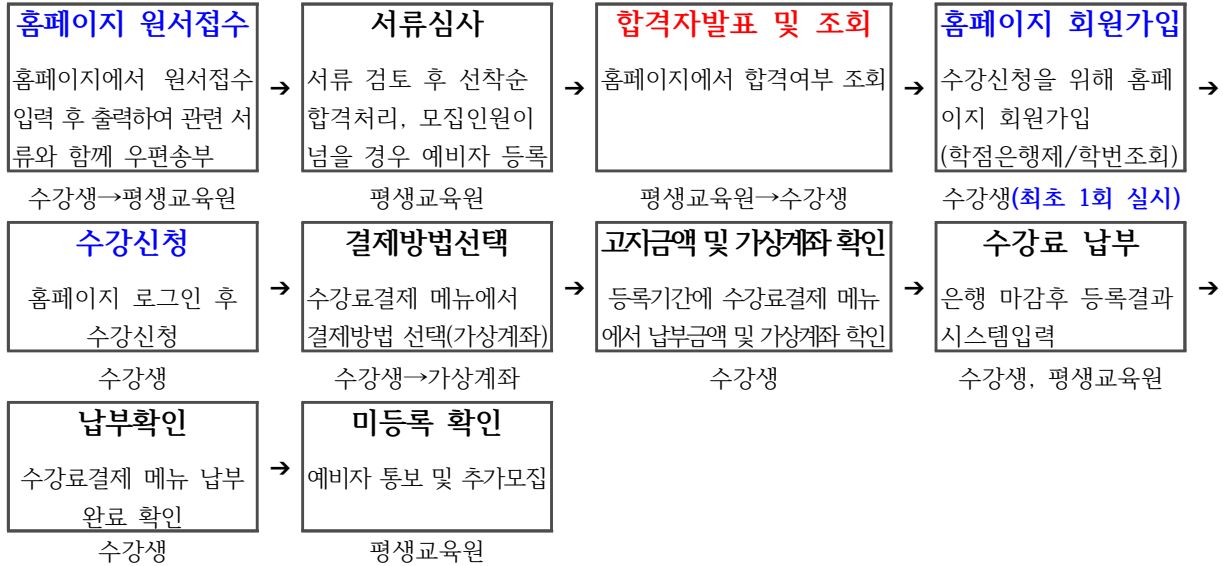 홈페이지 원서접수
홈페이지에서 원서접수
입력 후 출력하여 관련 서
류와 함께 우편송부
수강생→평생교육원
➔
서류심사
서류 검토 후 선착순
합격처리, 모집인원이
넘을 경우 예비자 등록
평생교육원
➔
합격자발표 및 조회
홈페이지에서 합격여부 조회
평생교육원→수강생
➔
홈페이지 회원가입
수강신청을 위해 홈페
이지 회원가입
(학점은행제/학번조회)
수강생(최초 1회 실시)
➔
수강신청
홈페이지 로그인 후
수강신청
수강생
➔
결제방법선택
수강료결제 메뉴에서
결제방법 선택(가상계좌)
수강생→가상계좌
➔
고지금액 및 가상계좌 확인
등록기간에 수강료결제 메뉴
에서 납부금액 및 가상계좌 학인
수강생
➔
수강료 납부
은행 마감후 등록결과
시스템입력
수강생, 평생교육원
➔
납부확인
수강료결제 메뉴 납부
완료 확인
수강생
➔
미등록 확인
예비자 통보 및 추가모집
평생교육원